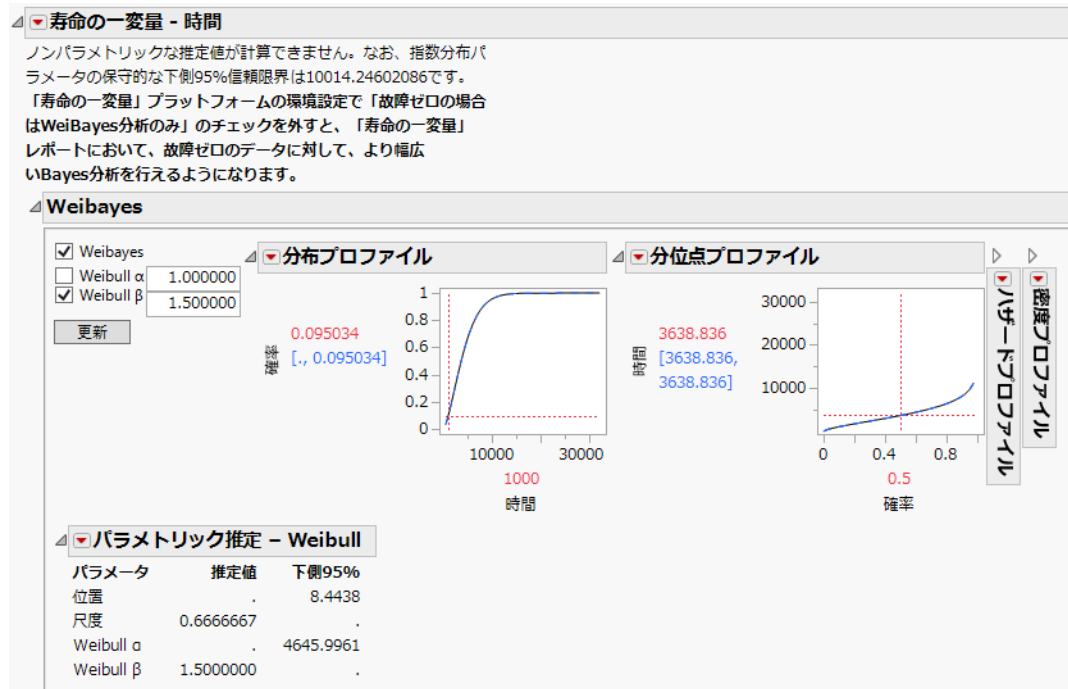 寿命の一変量 - 時間
ノンパラメトリックな推定値が計算できません。なお、指数分布パ
ラメータの保守的な下側95%信頼限界は10014.24602086です。
「寿命の一変量」プラットフォームの環境設定で「故障ゼロの場合
はWeiBayes分析のみ」のチェックを外すと、「寿命の一変量」
レポートにおいて、故障ゼロのデータに対して、より幅広
いBayes分析を行えるようになります。
Weibayes
Weibayes
Weibull α 1.000000
Weibull β 1.500000
更新
分布プロファイル
確率
0.095034
[., 0.095034]
1
0.8
0.6
0.4
0.2
0
10000 30000
1000
時間
分位点プロファイル
時間
3638.836
[3638.836,
3638.836]
30000
20000
10000
0 0.4 0.8
0.5
確率
ハザードプロファイル
密度プロファイル
パラメトリック推定 – Weibull
パラメータ 推定値 下側95%
位置 . 8.4438
尺度 0.6666667 .
Weibull α . 4645.9961
Weibull β 1.5000000 .